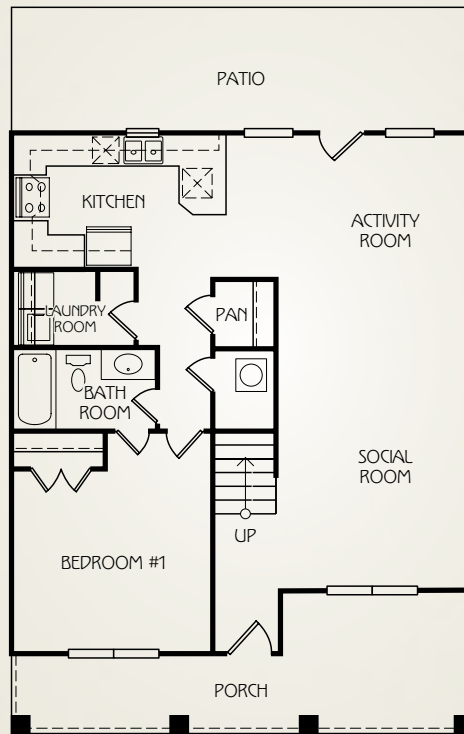 PATIO
KITCHEN
ACTIVITY
ROOM
LAUNDRY
ROOM
PAN
BATH
ROOM
SOCIAL
ROOM
UP
BEDROOM #1
PORCH